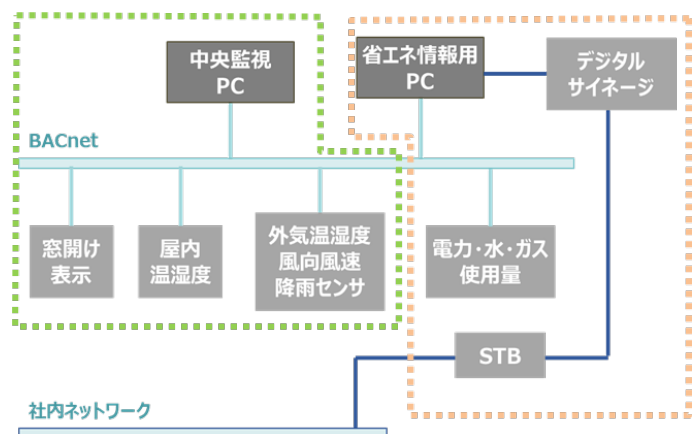 中央監視
PC
省エネ情報用
PC
デジタル
サイネージ
BACnet
窓開け
表示
屋内
温湿度
外気温湿度
風向風速
降雨センサ
電力・水・ガス
使用量
STB
社内ネットワーク